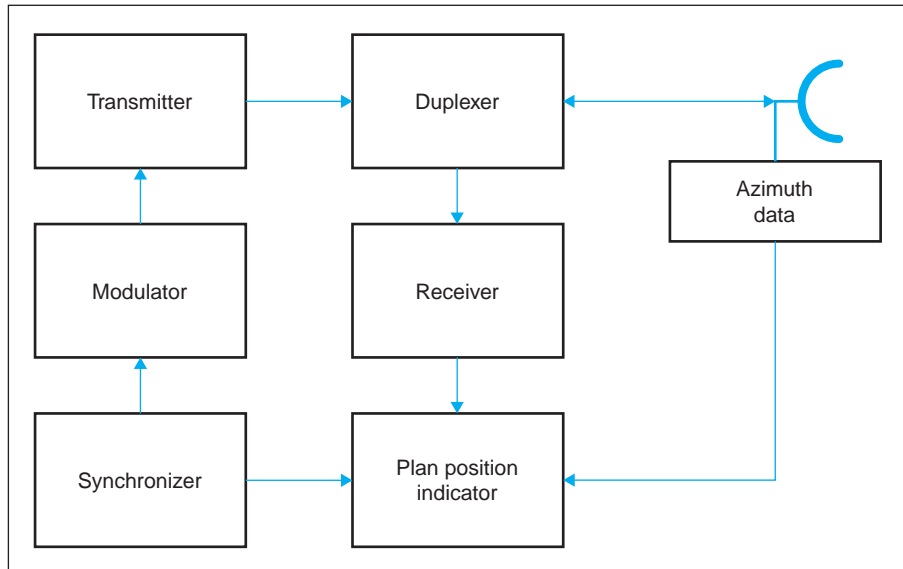 Transmitter
Duplexer
Azimuth
data
Modulator
Receiver
Synchronizer
Plan position
indicator